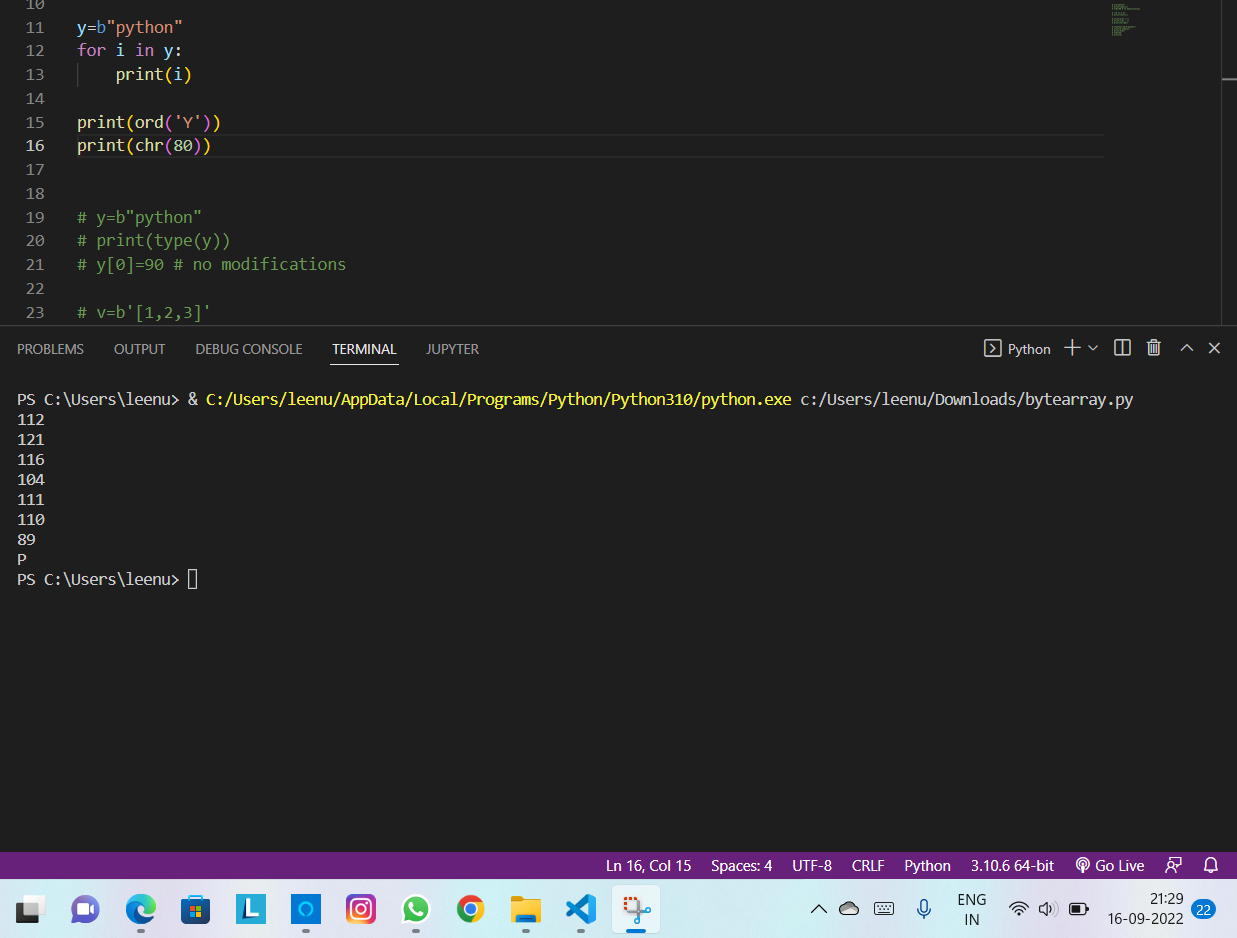 10
11 y=b"python"
12 for i in y:
13     print(i)
14
15 print(ord('Y'))
16 print(chr(80))
17
18
19 # y=b"python"
20 # print(type(y))
21 # y[0]=90 # no modifications
22
23 # v=b'[1,2,3]'
PROBLEMS OUTPUT DEBUG CONSOLE TERMINAL JUPYTER Python
PS C:\Users\leenu> & C:/Users/leenu/AppData/Local/Programs/Python/Python310/python.exe c:/Users/leenu/Downloads/bytearray.py
112
121
116
104
111
110
89
P
PS C:\Users\leenu>
Ln 16, Col 15 Spaces: 4 UTF-8 CRLF Python 3.10.6 64-bit Go Live
L
ENG
IN
21:29
16-09-2022
22